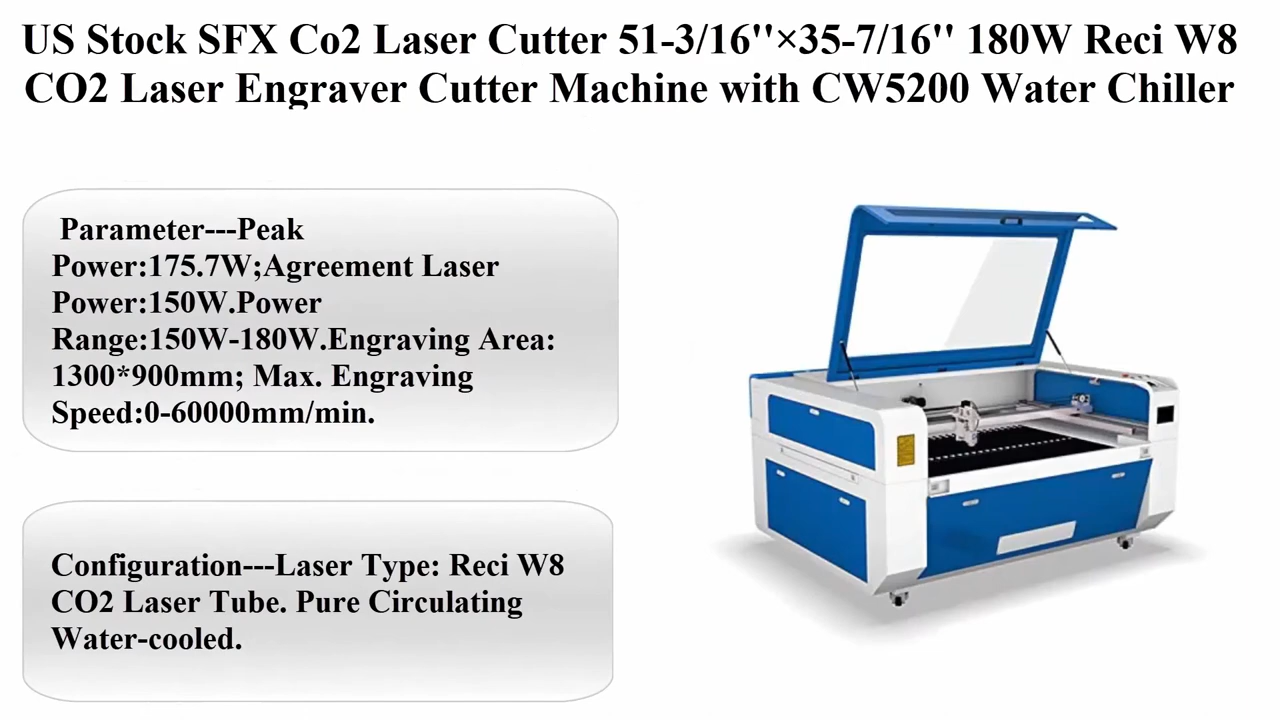 US Stock SFX Co2 Laser Cutter 51-3/16''×35-7/16'' 180W Reci W8
CO2 Laser Engraver Cutter Machine with CW5200 Water Chiller
Parameter---Peak
Power:175.7W;Agreement Laser
Power:150W.Power
Range:150W-180W.Engraving Area:
1300*900mm; Max. Engraving
Speed:0-60000mm/min.
Configuration---Laser Type: Reci W8
CO2 Laser Tube. Pure Circulating
Water-cooled.